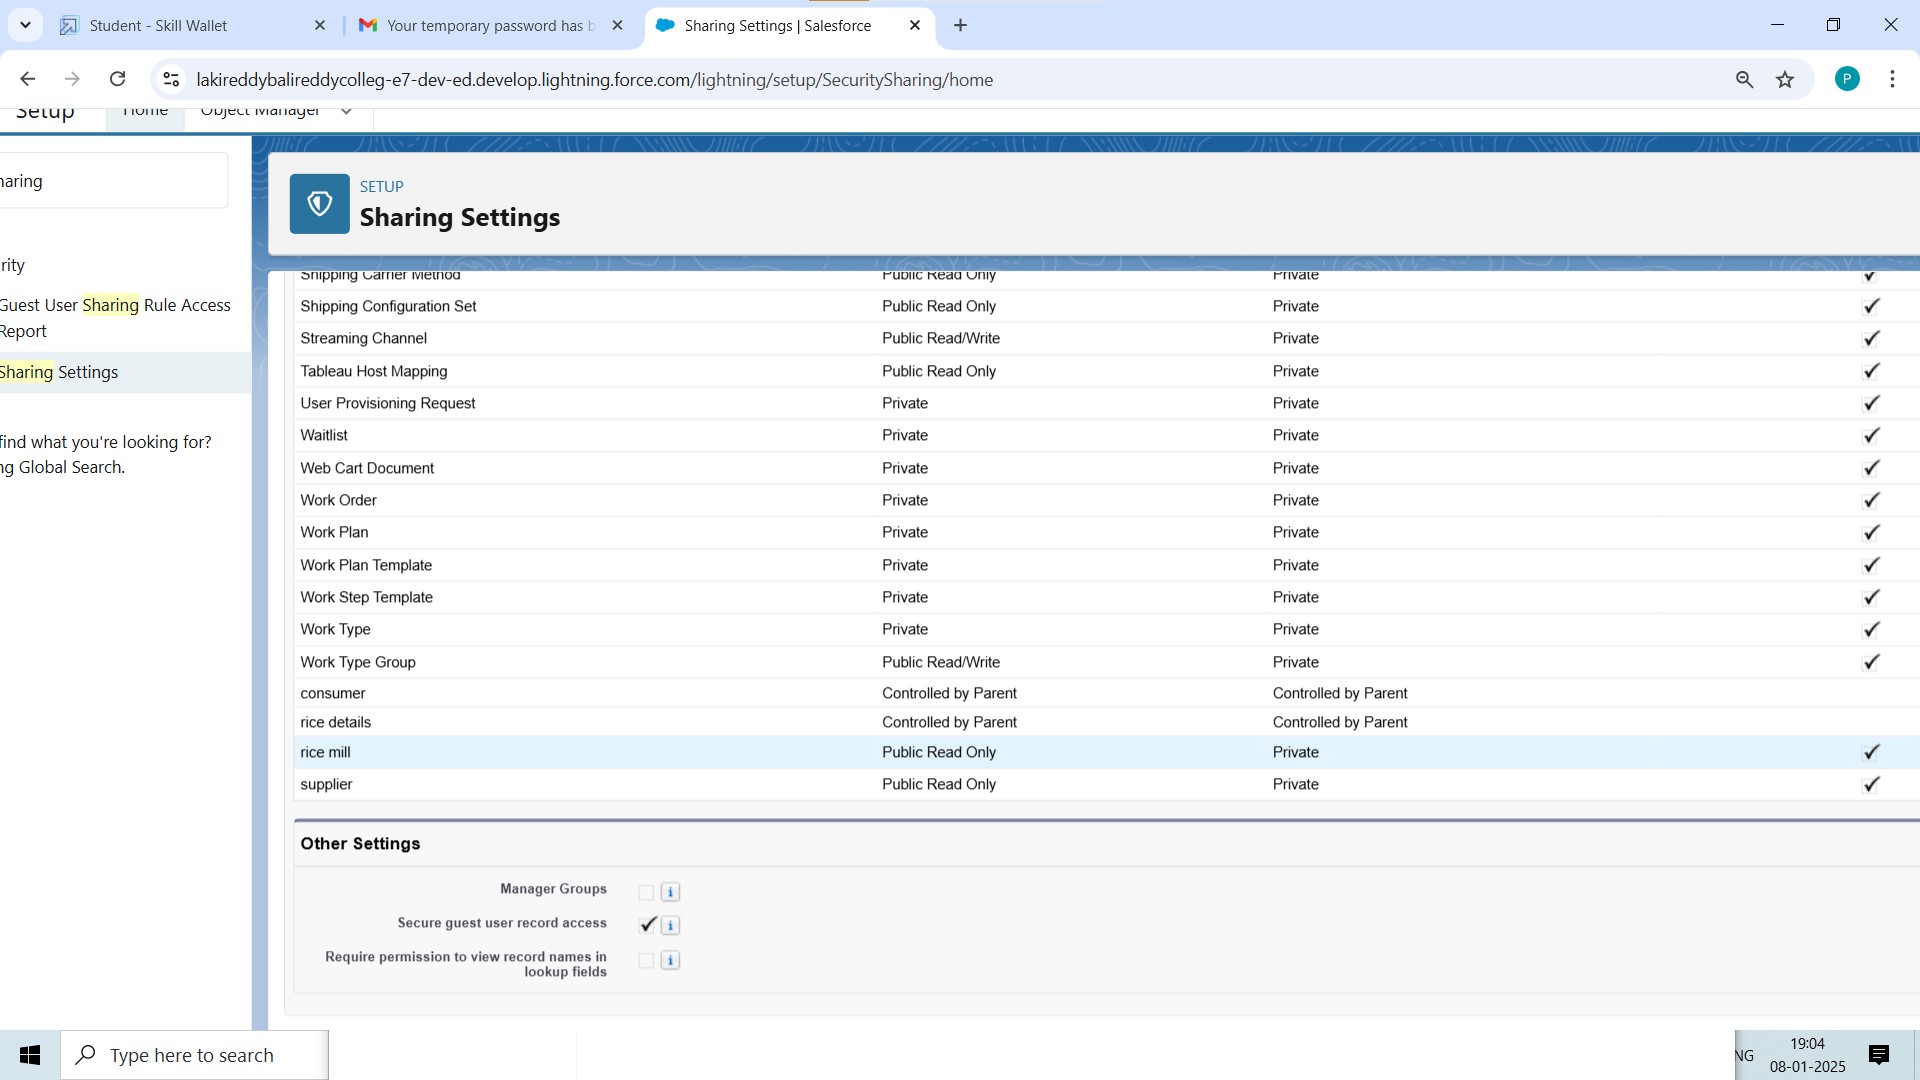 Student - Skill Wallet
Your temporary password has b
Sharing Settings | Salesforce
lakireddybalireddycolleg-e7-dev-ed.develop.lightning.force.com/lightning/setup/SecuritySharing/home
P
Setup Home Object Manager
haring
SETUP
Sharing Settings
rity
Guest User Sharing Rule Access
Report
Sharing Settings
find what you're looking for?
ng Global Search.
Shipping Carrier Method Public Read Only Private
Shipping Configuration Set Public Read Only Private
Streaming Channel Public Read/Write Private
Tableau Host Mapping Public Read Only Private
User Provisioning Request Private Private
Waitlist Private Private
Web Cart Document Private Private
Work Order Private Private
Work Plan Private Private
Work Plan Template Private Private
Work Step Template Private Private
Work Type Private Private
Work Type Group Public Read/Write Private
consumer Controlled by Parent Controlled by Parent
rice details Controlled by Parent Controlled by Parent
rice mill Public Read Only Private
supplier Public Read Only Private
Other Settings
Manager Groups
Secure guest user record access
Require permission to view record names in
lookup fields
Type here to search
NG
19:04
08-01-2025